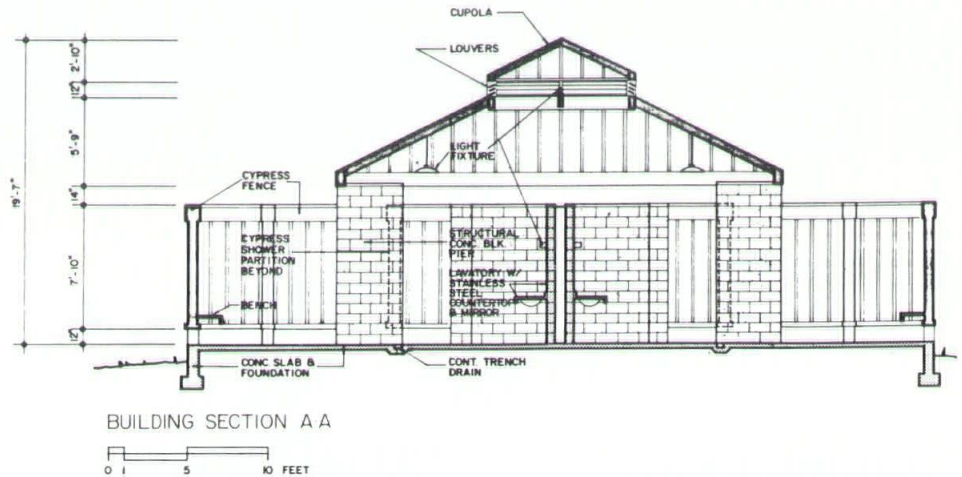 CUPOLA
LOUVERS
2'-10"
12"
5'-9"
19'-7"
14"
7'-10"
12"
LIGHT
FIXTURE
CYPRESS
FENCE
CYPRESS
SHOWER
PARTITION
BEYOND
STRUCTURAL
CONC. BLK.
PIER
LAVATORY W/
STAINLESS
STEEL
COUNTERTOP
& MIRROR
BENCH
CONC SLAB &
FOUNDATION
CONT. TRENCH
DRAIN
BUILDING SECTION A A
0 1 5 10 FEET